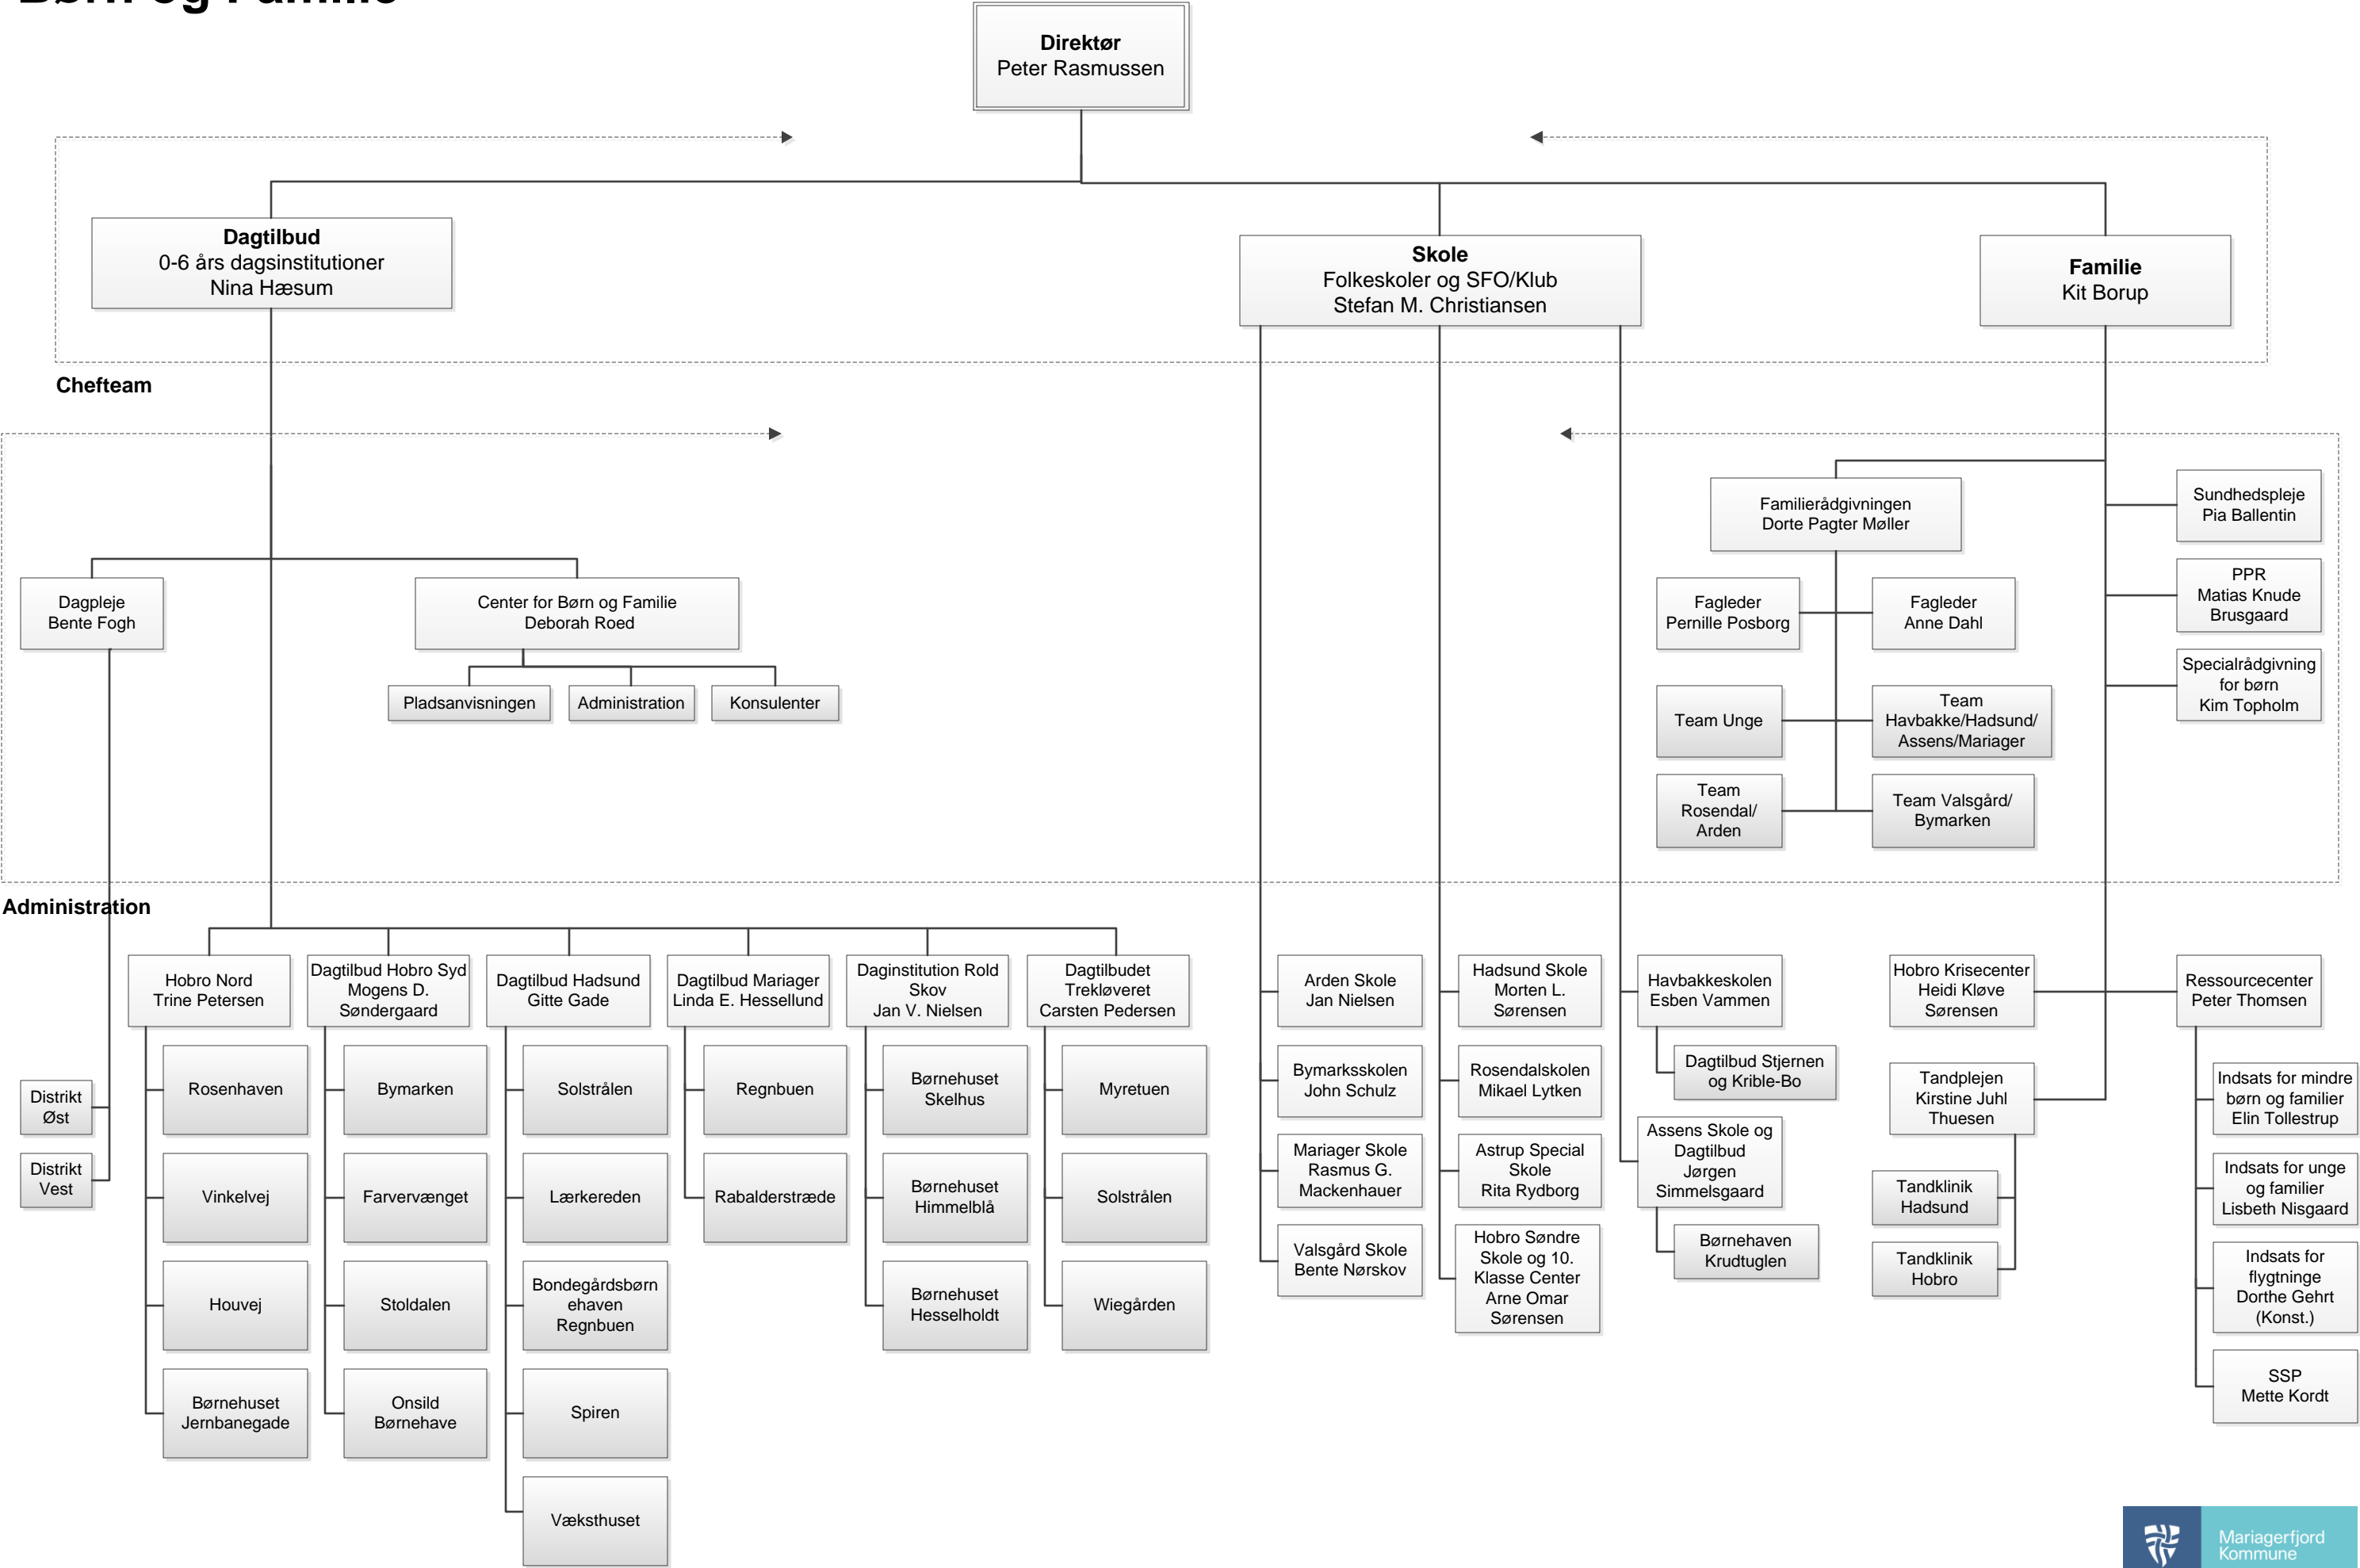 Børn og Familie
Direktør
Peter Rasmussen
Dagtilbud
0-6 års dagsinstitutioner
Nina Hæsum
Skole
Folkeskoler og SFO/Klub
Stefan M. Christiansen
Familie
Kit Borup
Chefteam
Familierådgivningen
Dorte Pagter Møller
Sundhedspleje
Pia Ballentin
Dagpleje
Bente Fogh
Center for Børn og Familie
Deborah Roed
Fagleder
Pernille Posborg
Fagleder
Anne Dahl
PPR
Matias Knude
Brusgaard
Pladsanvisningen
Administration
Konsulenter
Team Unge
Team
Havbakke/Hadsund/
Assens/Mariager
Specialrådgivning
for børn
Kim Topholm
Team
Rosendal/
Arden
Team Valsgård/
Bymarken
Administration
Distrikt
Øst
Distrikt
Vest
Hobro Nord
Trine Petersen
Rosenhaven
Vinkelvej
Houvej
Børnehuset
Jernbanegade
Dagtilbud Hobro Syd
Mogens D.
Søndergaard
Bymarken
Farvervænget
Stoldalen
Onsild
Børnehave
Dagtilbud Hadsund
Gitte Gade
Solstrålen
Lærkereden
Bondegårdsbørn
ehaven
Regnbuen
Spiren
Væksthuset
Dagtilbud Mariager
Linda E. Hessellund
Regnbuen
Rabalderstræde
Daginstitution Rold
Skov
Jan V. Nielsen
Børnehuset
Skelhus
Børnehuset
Himmelblå
Børnehuset
Hesselholdt
Dagtilbudet
Trekløveret
Carsten Pedersen
Myretuen
Solstrålen
Wiegården
Arden Skole
Jan Nielsen
Bymarksskolen
John Schulz
Mariager Skole
Rasmus G.
Mackenhauer
Valsgård Skole
Bente Nørskov
Hadsund Skole
Morten L.
Sørensen
Rosendalskolen
Mikael Lytken
Astrup Special
Skole
Rita Rydborg
Hobro Søndre
Skole og 10.
Klasse Center
Arne Omar
Sørensen
Havbakkeskolen
Esben Vammen
Dagtilbud Stjernen
og Krible-Bo
Assens Skole og
Dagtilbud
Jørgen
Simmelsgaard
Børnehaven
Krudtuglen
Hobro Krisecenter
Heidi Kløve
Sørensen
Tandplejen
Kirstine Juhl
Thuesen
Tandklinik
Hadsund
Tandklinik
Hobro
Ressourcecenter
Peter Thomsen
Indsats for mindre
børn og familier
Elin Tollestrup
Indsats for unge
og familier
Lisbeth Nisgaard
Indsats for
flygtninge
Dorthe Gehrt
(Konst.)
SSP
Mette Kordt
Mariagerfjord
Kommune